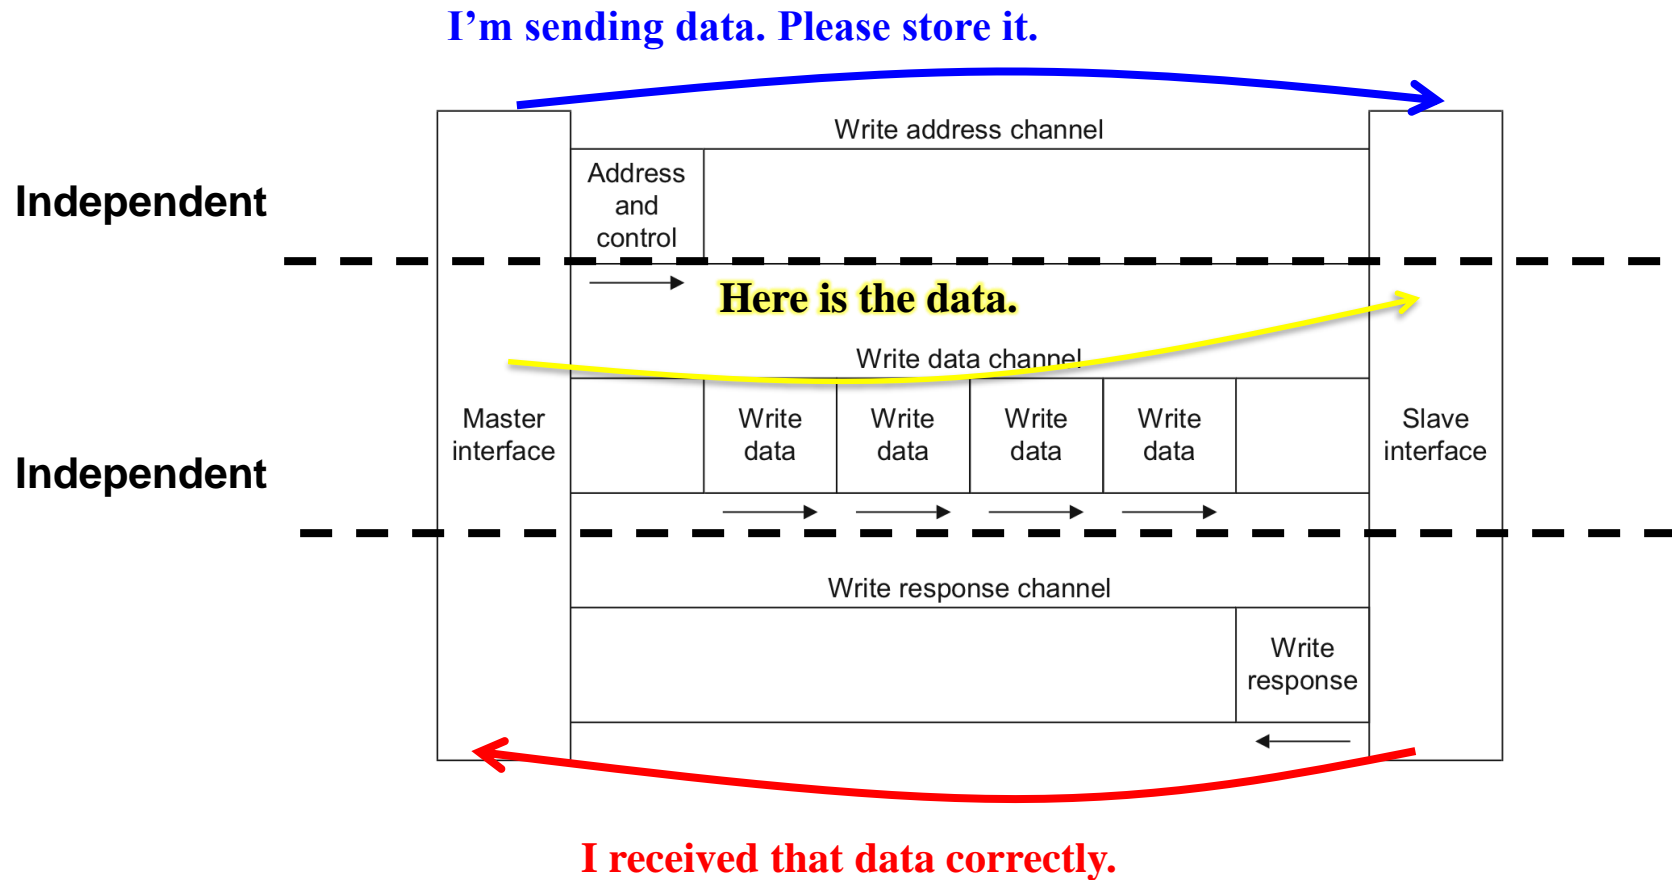 I’m sending data. Please store it.
Write address channel
Address
and
control
Independent
Here is the data.
Write data channel
Master
interface
Write
data
Write
data
Write
data
Write
data
Slave
interface
Independent
Write response channel
Write
response
I received that data correctly.